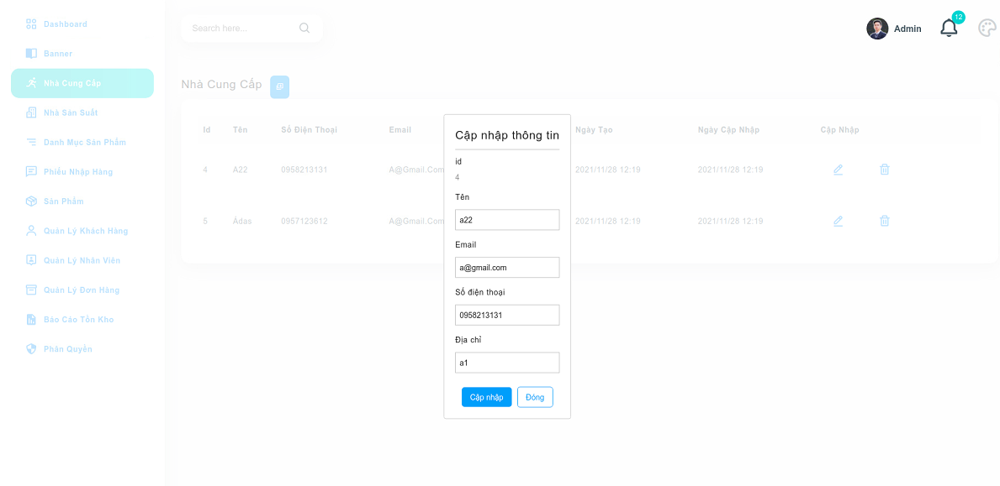 Dashboard
Banner
Nhà Cung Cấp
Nhà Sản Suất
Danh Mục Sản Phẩm
Phiếu Nhập Hàng
Sản Phẩm
Quản Lý Khách Hàng
Quản Lý Nhân Viên
Quản Lý Đơn Hàng
Báo Cáo Tồn Kho
Phân Quyền
Search here...
Admin
12
Nhà Cung Cấp
Id Tên Số Điện Thoại Email Ngày Tạo Ngày Cập Nhập Cập Nhập
4 A22 0958213131 A@Gmail.Com 2021/11/28 12:19 2021/11/28 12:19
5 Ádas 0957123612 A@Gmail.Com 2021/11/28 12:19 2021/11/28 12:19
Cập nhập thông tin
id
4
Tên
a22
Email
a@gmail.com
Số điện thoại
0958213131
Địa chỉ
a1
Cập nhập Đóng